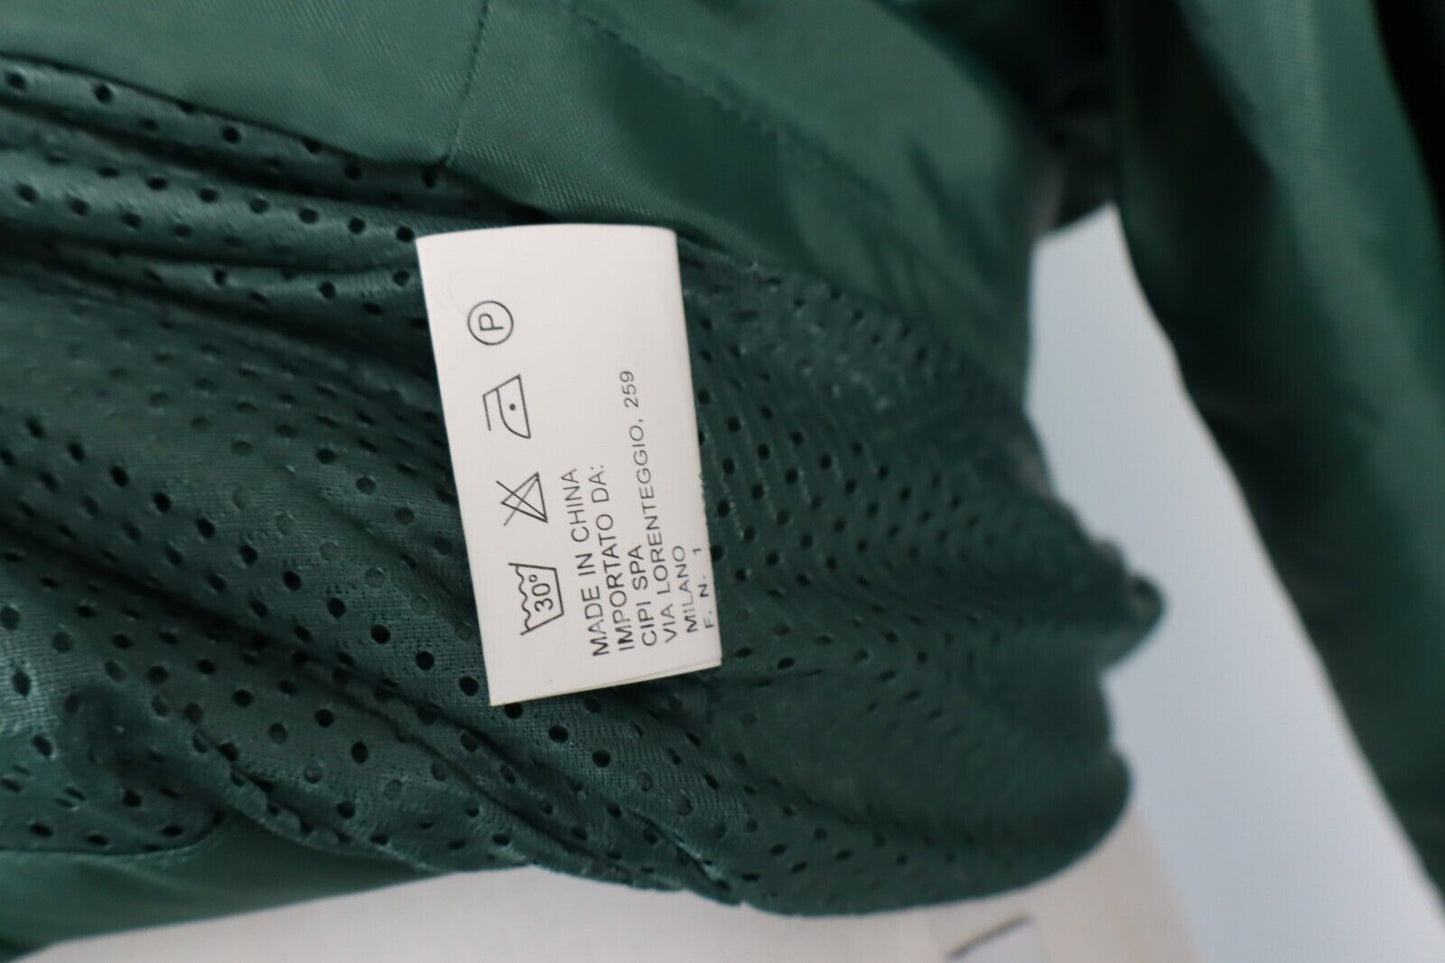 30°
P
MADE IN CHINA
IMPORTATO DA:
CIPI SPA
VIA LORENTEGGIO, 259
MILANO
F. N. 1